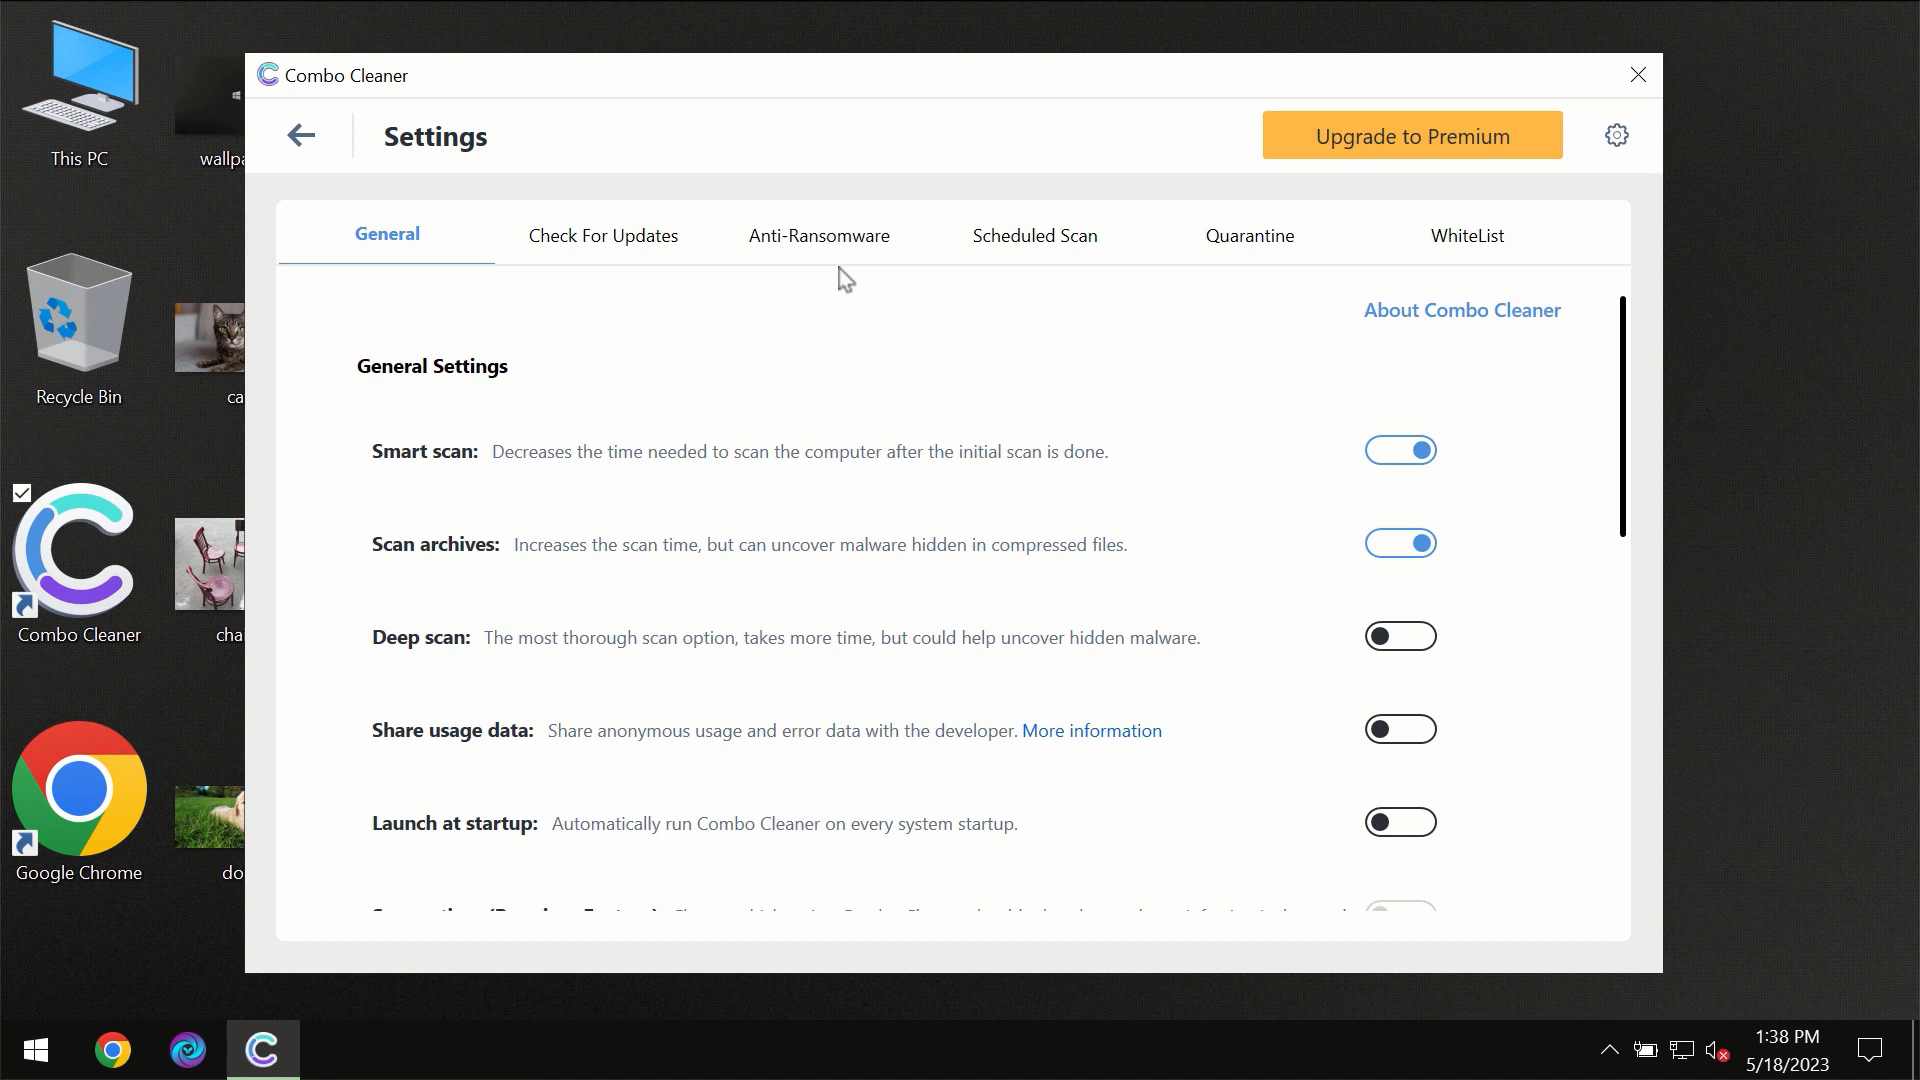 Combo Cleaner
Settings
Upgrade to Premium
General
Check For Updates
Anti-Ransomware
Scheduled Scan
Quarantine
WhiteList
About Combo Cleaner
General Settings
Smart scan: Decreases the time needed to scan the computer after the initial scan is done.
Scan archives: Increases the scan time, but can uncover malware hidden in compressed files.
Deep scan: The most thorough scan option, takes more time, but could help uncover hidden malware.
Share usage data: Share anonymous usage and error data with the developer. More information
Launch at startup: Automatically run Combo Cleaner on every system startup.
This PC
wallpa
Recycle Bin
ca
Combo Cleaner
chai
Google Chrome
do
1:38 PM
5/18/2023